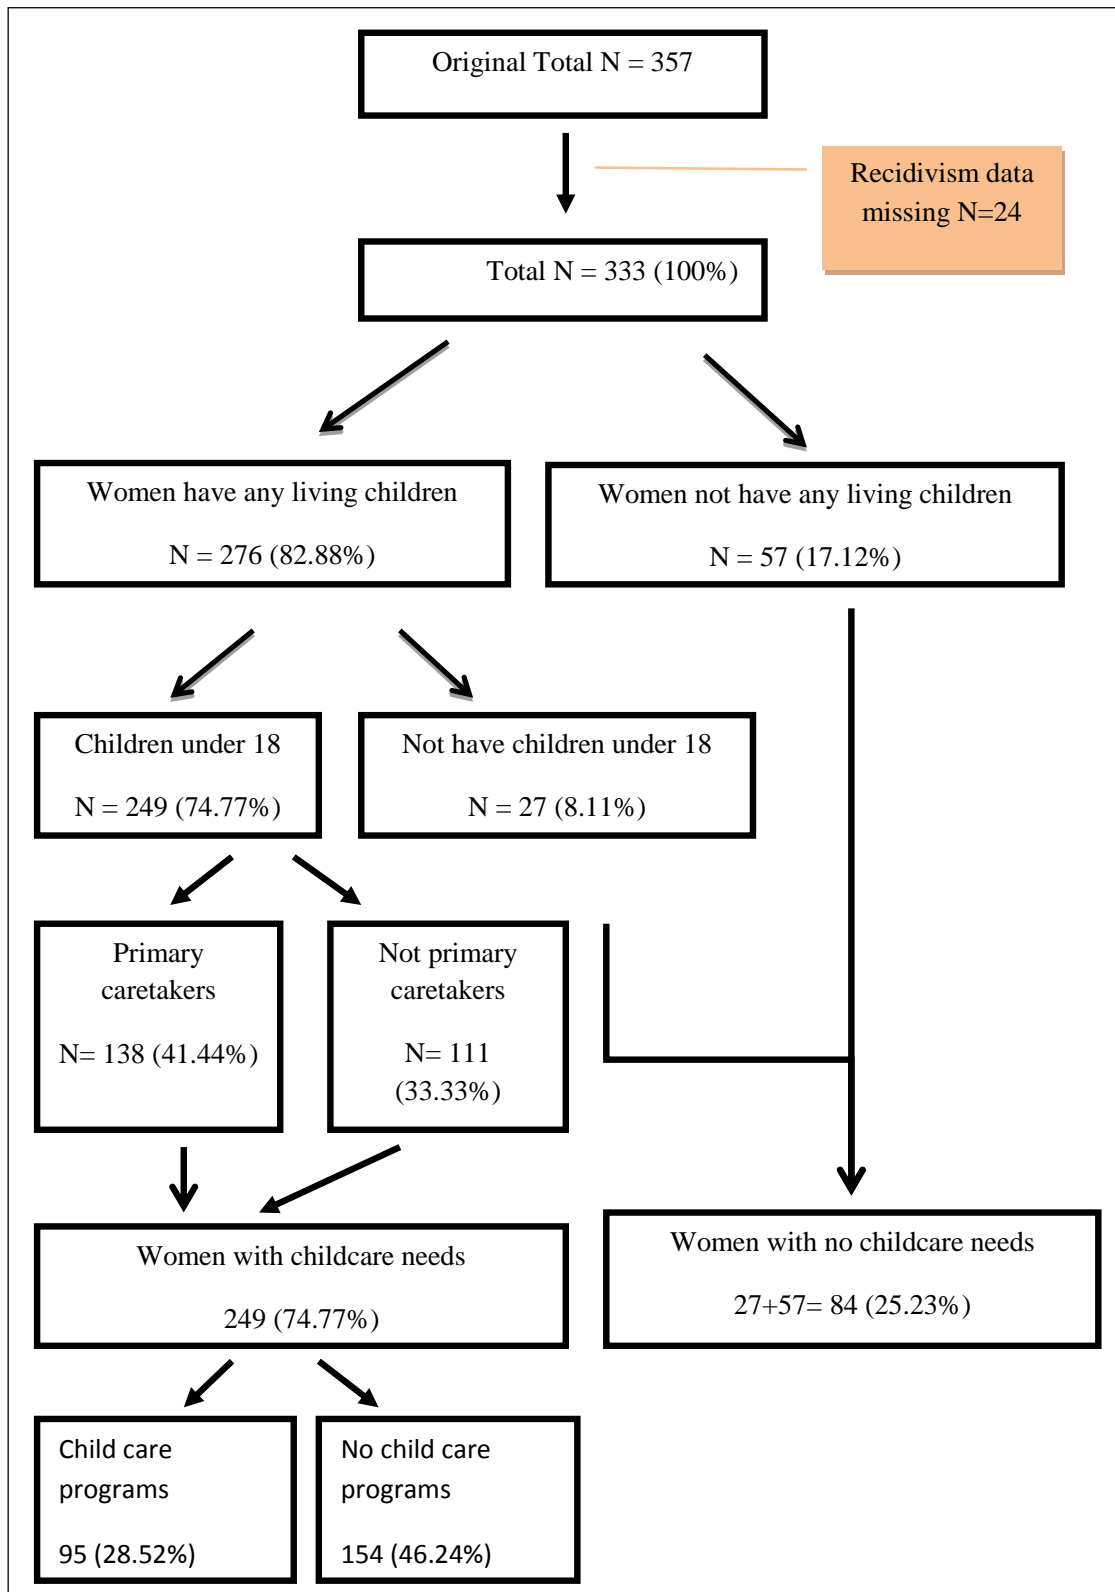 Original Total N = 357
Recidivism data
missing N=24
Total N = 333 (100%)
Women have any living children
N = 276 (82.88%)
Women not have any living children
N = 57 (17.12%)
Children under 18
N = 249 (74.77%)
Not have children under 18
N = 27 (8.11%)
Primary
caretakers
N= 138 (41.44%)
Not primary
caretakers
N= 111
(33.33%)
Women with childcare needs
249 (74.77%)
Women with no childcare needs
27+57= 84 (25.23%)
Child care
programs
95 (28.52%)
No child care
programs
154 (46.24%)